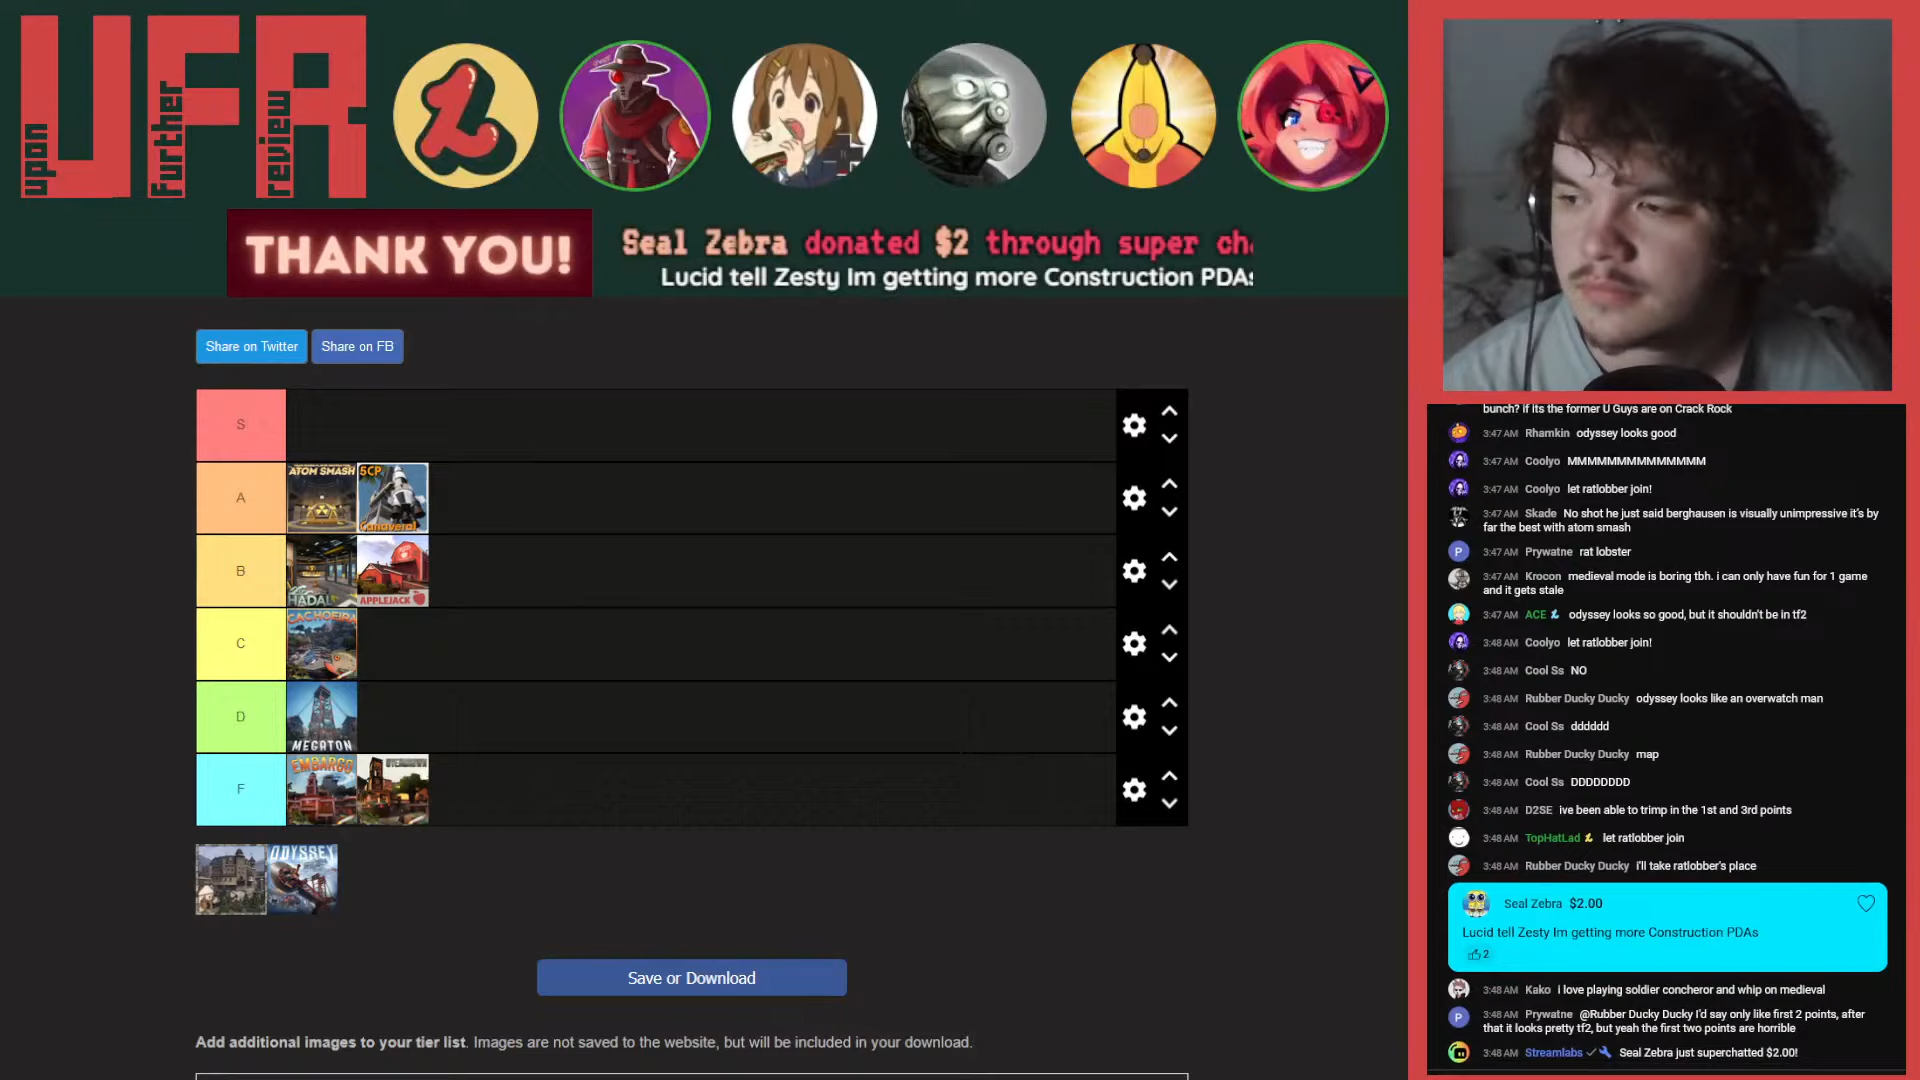 UFR
upon
further
review
THANK YOU!
Seal Zebra donated $2 through super cha
Lucid tell Zesty Im getting more Construction PDAs
Share on Twitter
Share on FB
S
A
ATOM SMASH
5CP
Canaveral
B
HADAL
APPLEJACK
C
CACHOEIRA
D
MEGATON
F
EMBARGO
ODYSSEY
Save or Download
Add additional images to your tier list. Images are not saved to the website, but will be included in your download.
bunch? if its the former U Guys are on Crack Rock
3:47 AM Rhamkin odyssey looks good
3:47 AM Coolyo MMMMMMMMMMMMMM
3:47 AM Coolyo let ratlobber join!
3:47 AM Skade No shot he just said berghausen is visually unimpressive it's by
far the best with atom smash
P 3:47 AM Prywatne rat lobster
3:47 AM Krocon medieval mode is boring tbh. i can only have fun for 1 game
and it gets stale
3:47 AM ACE odyssey looks so good, but it shouldn't be in tf2
3:48 AM Coolyo let ratlobber join!
3:48 AM Cool Ss NO
3:48 AM Rubber Ducky Ducky odyssey looks like an overwatch man
3:48 AM Cool Ss dddddd
3:48 AM Rubber Ducky Ducky map
3:48 AM Cool Ss DDDDDDDD
3:48 AM D2SE ive been able to trimp in the 1st and 3rd points
3:48 AM TopHatLad let ratlobber join
3:48 AM Rubber Ducky Ducky i'll take ratlobber's place
Seal Zebra $2.00
Lucid tell Zesty Im getting more Construction PDAs
2
3:48 AM Kako i love playing soldier concheror and whip on medieval
P 3:48 AM Prywatne @Rubber Ducky Ducky I'd say only like first 2 points, after
that it looks pretty tf2, but yeah the first two points are horrible
3:48 AM Streamlabs Seal Zebra just superchatted $2.00!